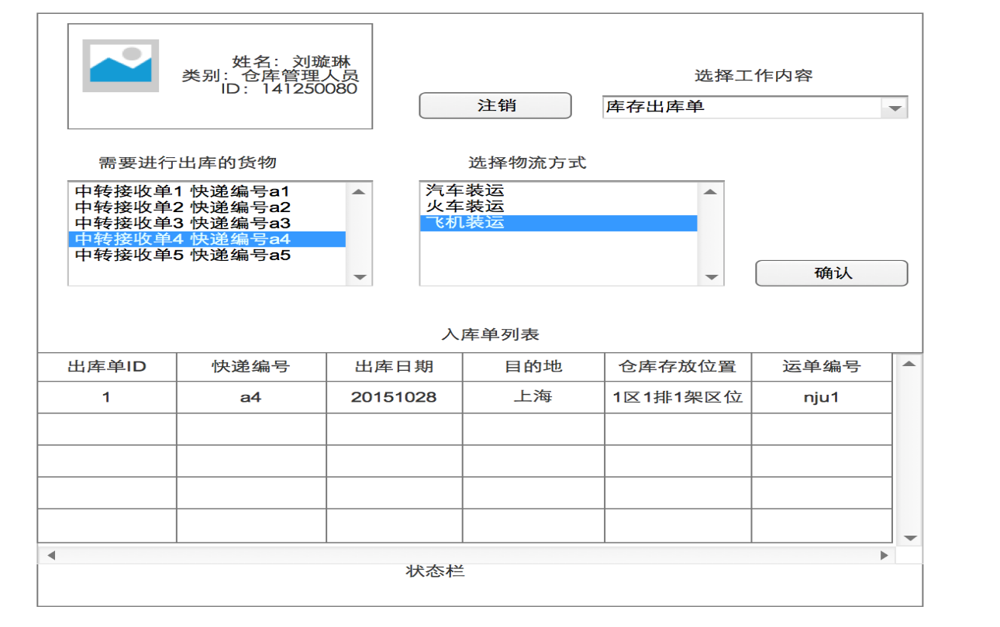 姓名：刘璇琳
类别：仓库管理人员
ID：141250080
选择工作内容
注销
库存出库单
需要进行出库的货物
选择物流方式
中转接收单1 快递编号a1
中转接收单2 快递编号a2
中转接收单3 快递编号a3
中转接收单4 快递编号a4
中转接收单5 快递编号a5
汽车装运
火车装运
飞机装运
确认
入库单列表
出库单ID 快递编号 出库日期 目的地 仓库存放位置 运单编号
1 a4 20151028 上海 1区1排1架区位 nju1
状态栏